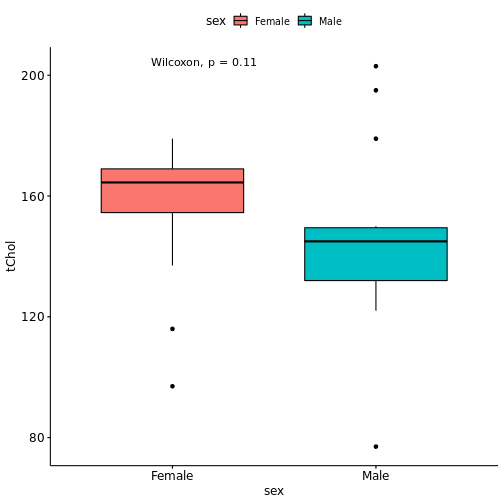 sex Female Male
Wilcoxon, p = 0.11
200
160
120
80
tChol
Female Male
sex